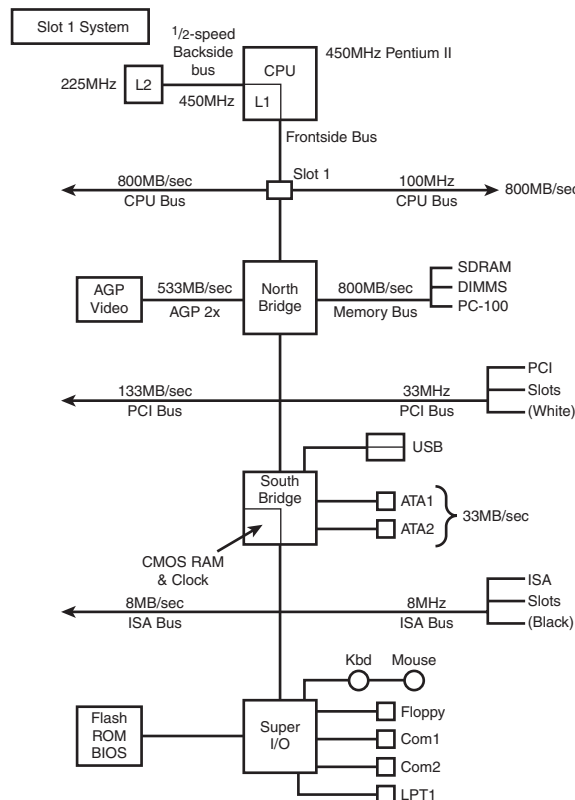 Slot 1 System
1/2-speed
Backside
bus
450MHz Pentium II
CPU
225MHz
L2
450MHz
L1
Frontside Bus
Slot 1
800MB/sec
CPU Bus
100MHz
CPU Bus
800MB/sec
AGP
Video
533MB/sec
AGP 2x
North
Bridge
800MB/sec
Memory Bus
SDRAM
DIMMS
PC-100
133MB/sec
PCI Bus
33MHz
PCI Bus
PCI
Slots
(White)
USB
South
Bridge
ATA1
ATA2
33MB/sec
CMOS RAM
& Clock
8MB/sec
ISA Bus
8MHz
ISA Bus
ISA
Slots
(Black)
Kbd
Mouse
Flash
ROM
BIOS
Super
I/O
Floppy
Com1
Com2
LPT1